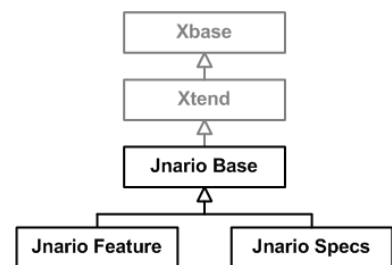 Xbase
Xtend
Jnario Base
Jnario Feature
Jnario Specs